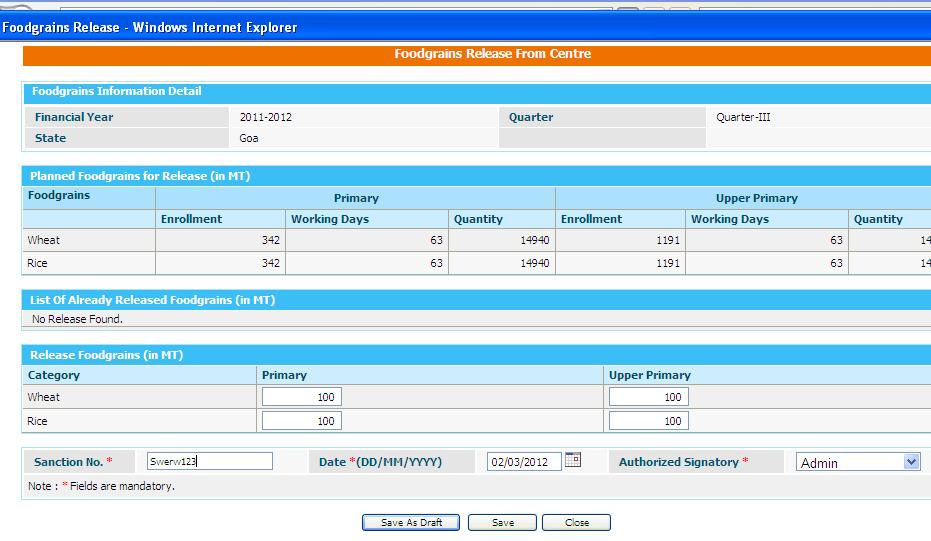 Foodgrains Release - Windows Internet Explorer
Foodgrains Release From Centre
Foodgrains Information Detail
Financial Year 2011-2012 Quarter Quarter-III
State Goa
Planned Foodgrains for Release (in MT)
Foodgrains Primary Upper Primary
Enrollment Working Days Quantity Enrollment Working Days Quantity
Wheat 342 63 14940 1191 63 14
Rice 342 63 14940 1191 63 14
List Of Already Released Foodgrains (in MT)
No Release Found.
Release Foodgrains (in MT)
Category Primary Upper Primary
Wheat 100 100
Rice 100 100
Sanction No. * Swerw123 Date *(DD/MM/YYYY) 02/03/2012 Authorized Signatory * Admin
Note : * Fields are mandatory.
Save As Draft Save Close